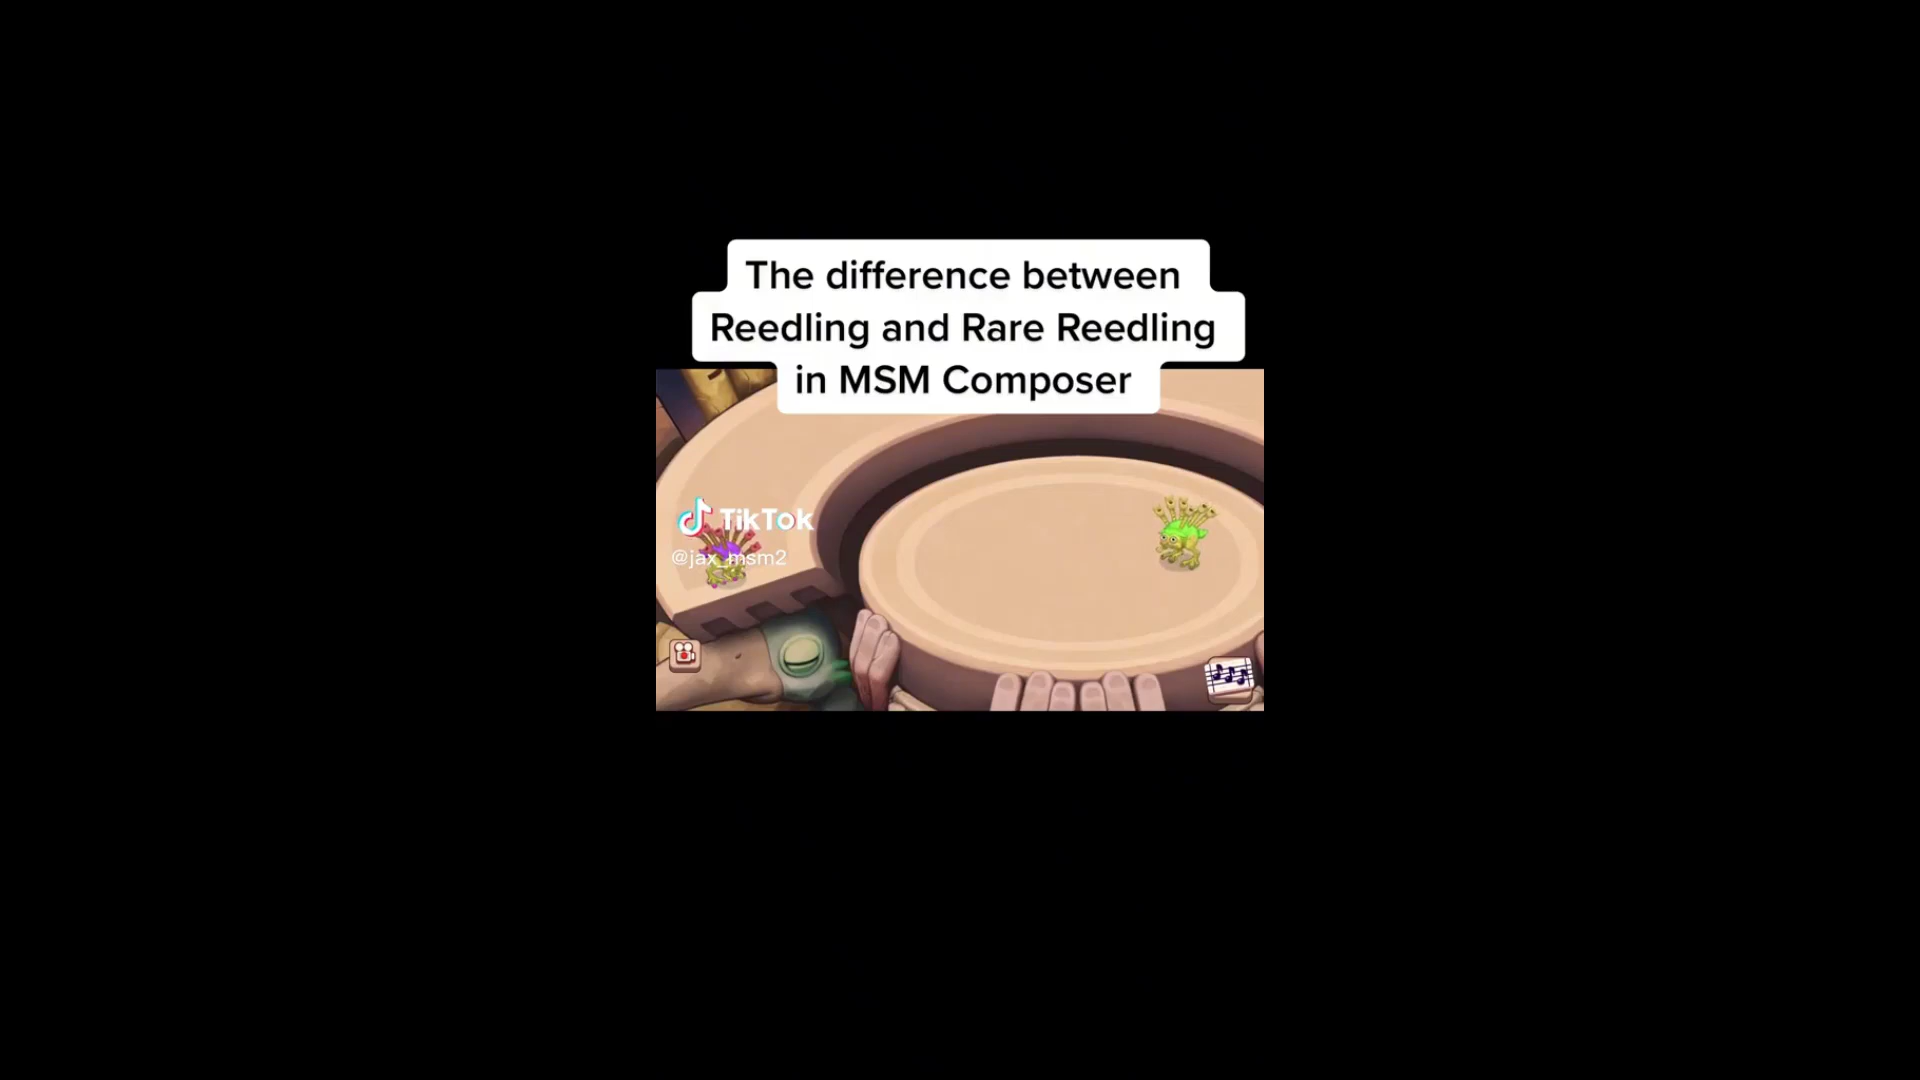 The difference between
Reedling and Rare Reedling
in MSM Composer
TikTok
@jax_msm2